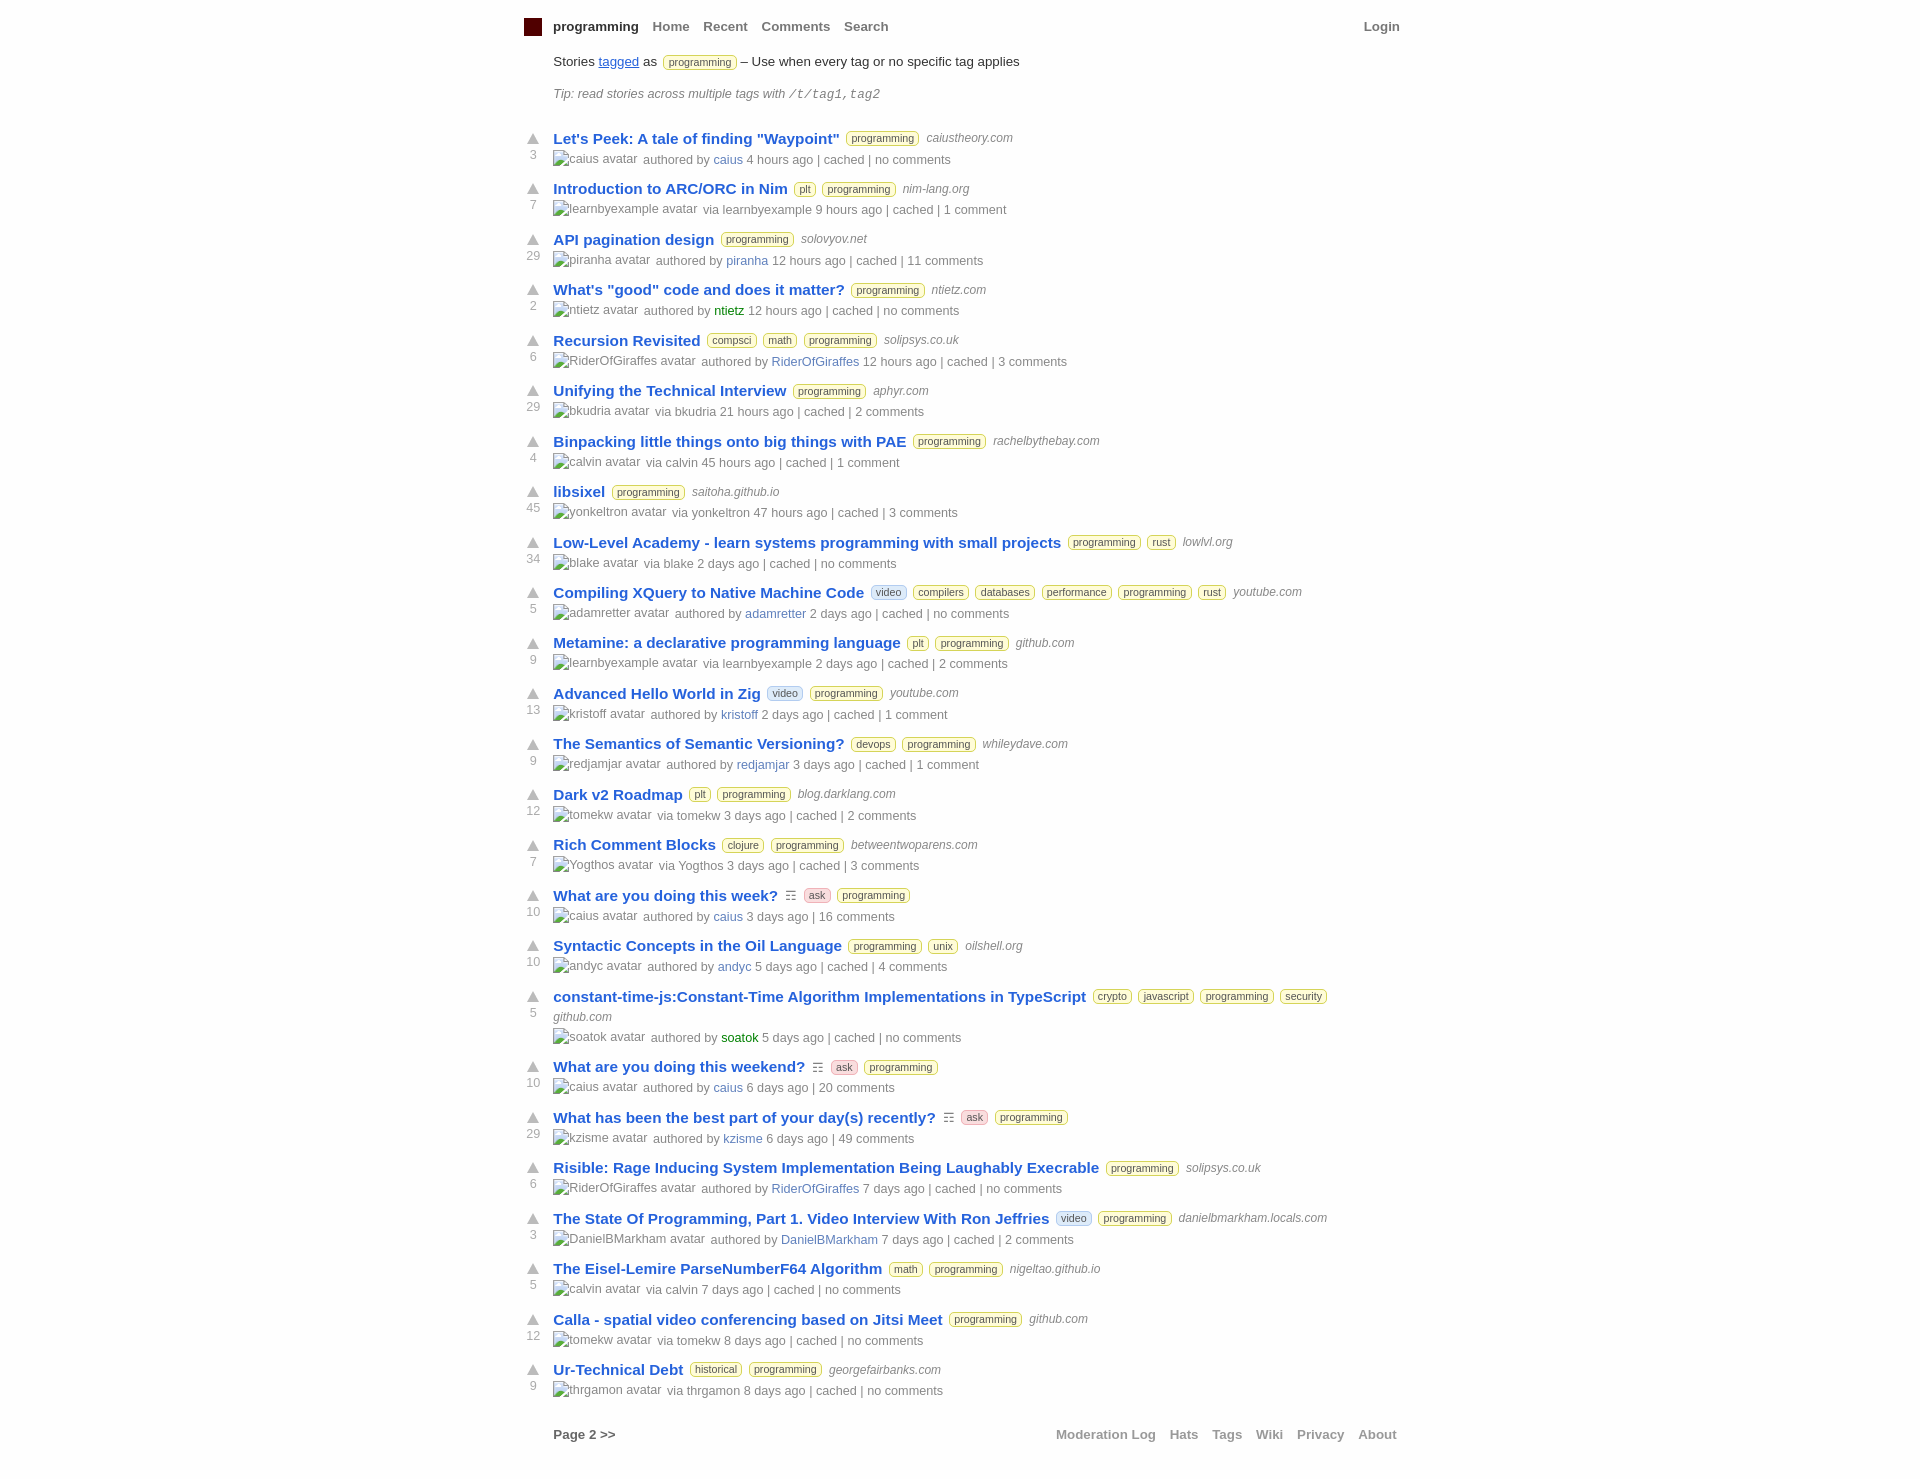 programming Home Recent Comments Search Login
Stories tagged as programming – Use when every tag or no specific tag applies
Tip: read stories across multiple tags with /t/tag1,tag2
Let's Peek: A tale of finding "Waypoint" programming caiustheory.com
3 caius avatar authored by caius 4 hours ago | cached | no comments
Introduction to ARC/ORC in Nim plt programming nim-lang.org
7 learnbyexample avatar via learnbyexample 9 hours ago | cached | 1 comment
API pagination design programming solovyov.net
29 piranha avatar authored by piranha 12 hours ago | cached | 11 comments
What's "good" code and does it matter? programming ntietz.com
2 ntietz avatar authored by ntietz 12 hours ago | cached | no comments
Recursion Revisited compsci math programming solipsys.co.uk
6 RiderOfGiraffes avatar authored by RiderOfGiraffes 12 hours ago | cached | 3 comments
Unifying the Technical Interview programming aphyr.com
29 bkudria avatar via bkudria 21 hours ago | cached | 2 comments
Binpacking little things onto big things with PAE programming rachelbythebay.com
4 calvin avatar via calvin 45 hours ago | cached | 1 comment
libsixel programming saitoha.github.io
45 yonkeltron avatar via yonkeltron 47 hours ago | cached | 3 comments
Low-Level Academy - learn systems programming with small projects programming rust lowlvl.org
34 blake avatar via blake 2 days ago | cached | no comments
Compiling XQuery to Native Machine Code video compilers databases performance programming rust youtube.com
5 adamretter avatar authored by adamretter 2 days ago | cached | no comments
Metamine: a declarative programming language plt programming github.com
9 learnbyexample avatar via learnbyexample 2 days ago | cached | 2 comments
Advanced Hello World in Zig video programming youtube.com
13 kristoff avatar authored by kristoff 2 days ago | cached | 1 comment
The Semantics of Semantic Versioning? devops programming whileydave.com
9 redjamjar avatar authored by redjamjar 3 days ago | cached | 1 comment
Dark v2 Roadmap plt programming blog.darklang.com
12 tomekw avatar via tomekw 3 days ago | cached | 2 comments
Rich Comment Blocks clojure programming betweentwoparens.com
7 Yogthos avatar via Yogthos 3 days ago | cached | 3 comments
What are you doing this week? ☶ ask programming
10 caius avatar authored by caius 3 days ago | 16 comments
Syntactic Concepts in the Oil Language programming unix oilshell.org
10 andyc avatar authored by andyc 5 days ago | cached | 4 comments
constant-time-js:Constant-Time Algorithm Implementations in TypeScript crypto javascript programming security
5 github.com
soatok avatar authored by soatok 5 days ago | cached | no comments
What are you doing this weekend? ☶ ask programming
10 caius avatar authored by caius 6 days ago | 20 comments
What has been the best part of your day(s) recently? ☶ ask programming
29 kzisme avatar authored by kzisme 6 days ago | 49 comments
Risible: Rage Inducing System Implementation Being Laughably Execrable programming solipsys.co.uk
6 RiderOfGiraffes avatar authored by RiderOfGiraffes 7 days ago | cached | no comments
The State Of Programming, Part 1. Video Interview With Ron Jeffries video programming danielbmarkham.locals.com
3 DanielBMarkham avatar authored by DanielBMarkham 7 days ago | cached | 2 comments
The Eisel-Lemire ParseNumberF64 Algorithm math programming nigeltao.github.io
5 calvin avatar via calvin 7 days ago | cached | no comments
Calla - spatial video conferencing based on Jitsi Meet programming github.com
12 tomekw avatar via tomekw 8 days ago | cached | no comments
Ur-Technical Debt historical programming georgefairbanks.com
9 thrgamon avatar via thrgamon 8 days ago | cached | no comments
Page 2 >> Moderation Log Hats Tags Wiki Privacy About